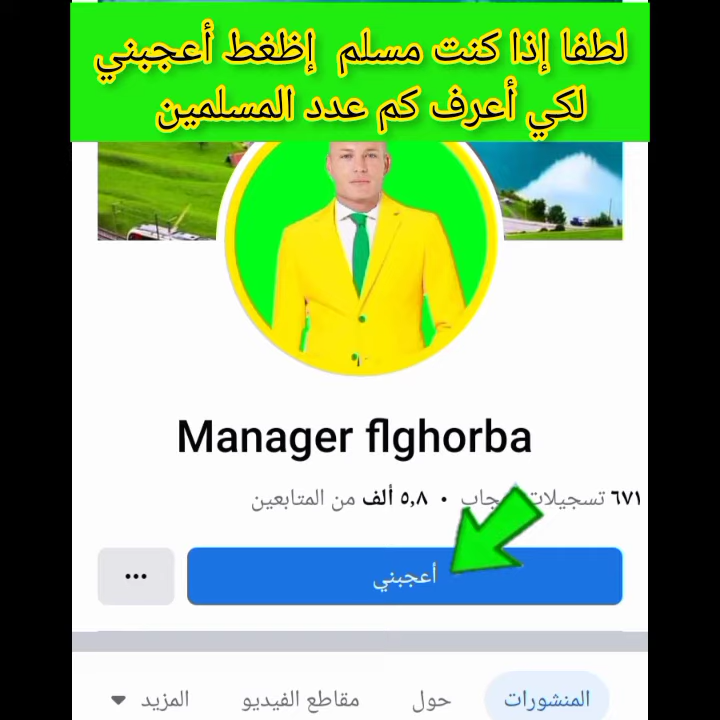 لطفا إذا كنت مسلم إظغط أعجبني
لكي أعرف كم عدد المسلمين
Manager flghorba
٦٧١ تسجيلات • ٥,٨ ألف من المتابعين
أعجبني
المنشورات حول مقاطع الفيديو المزيد